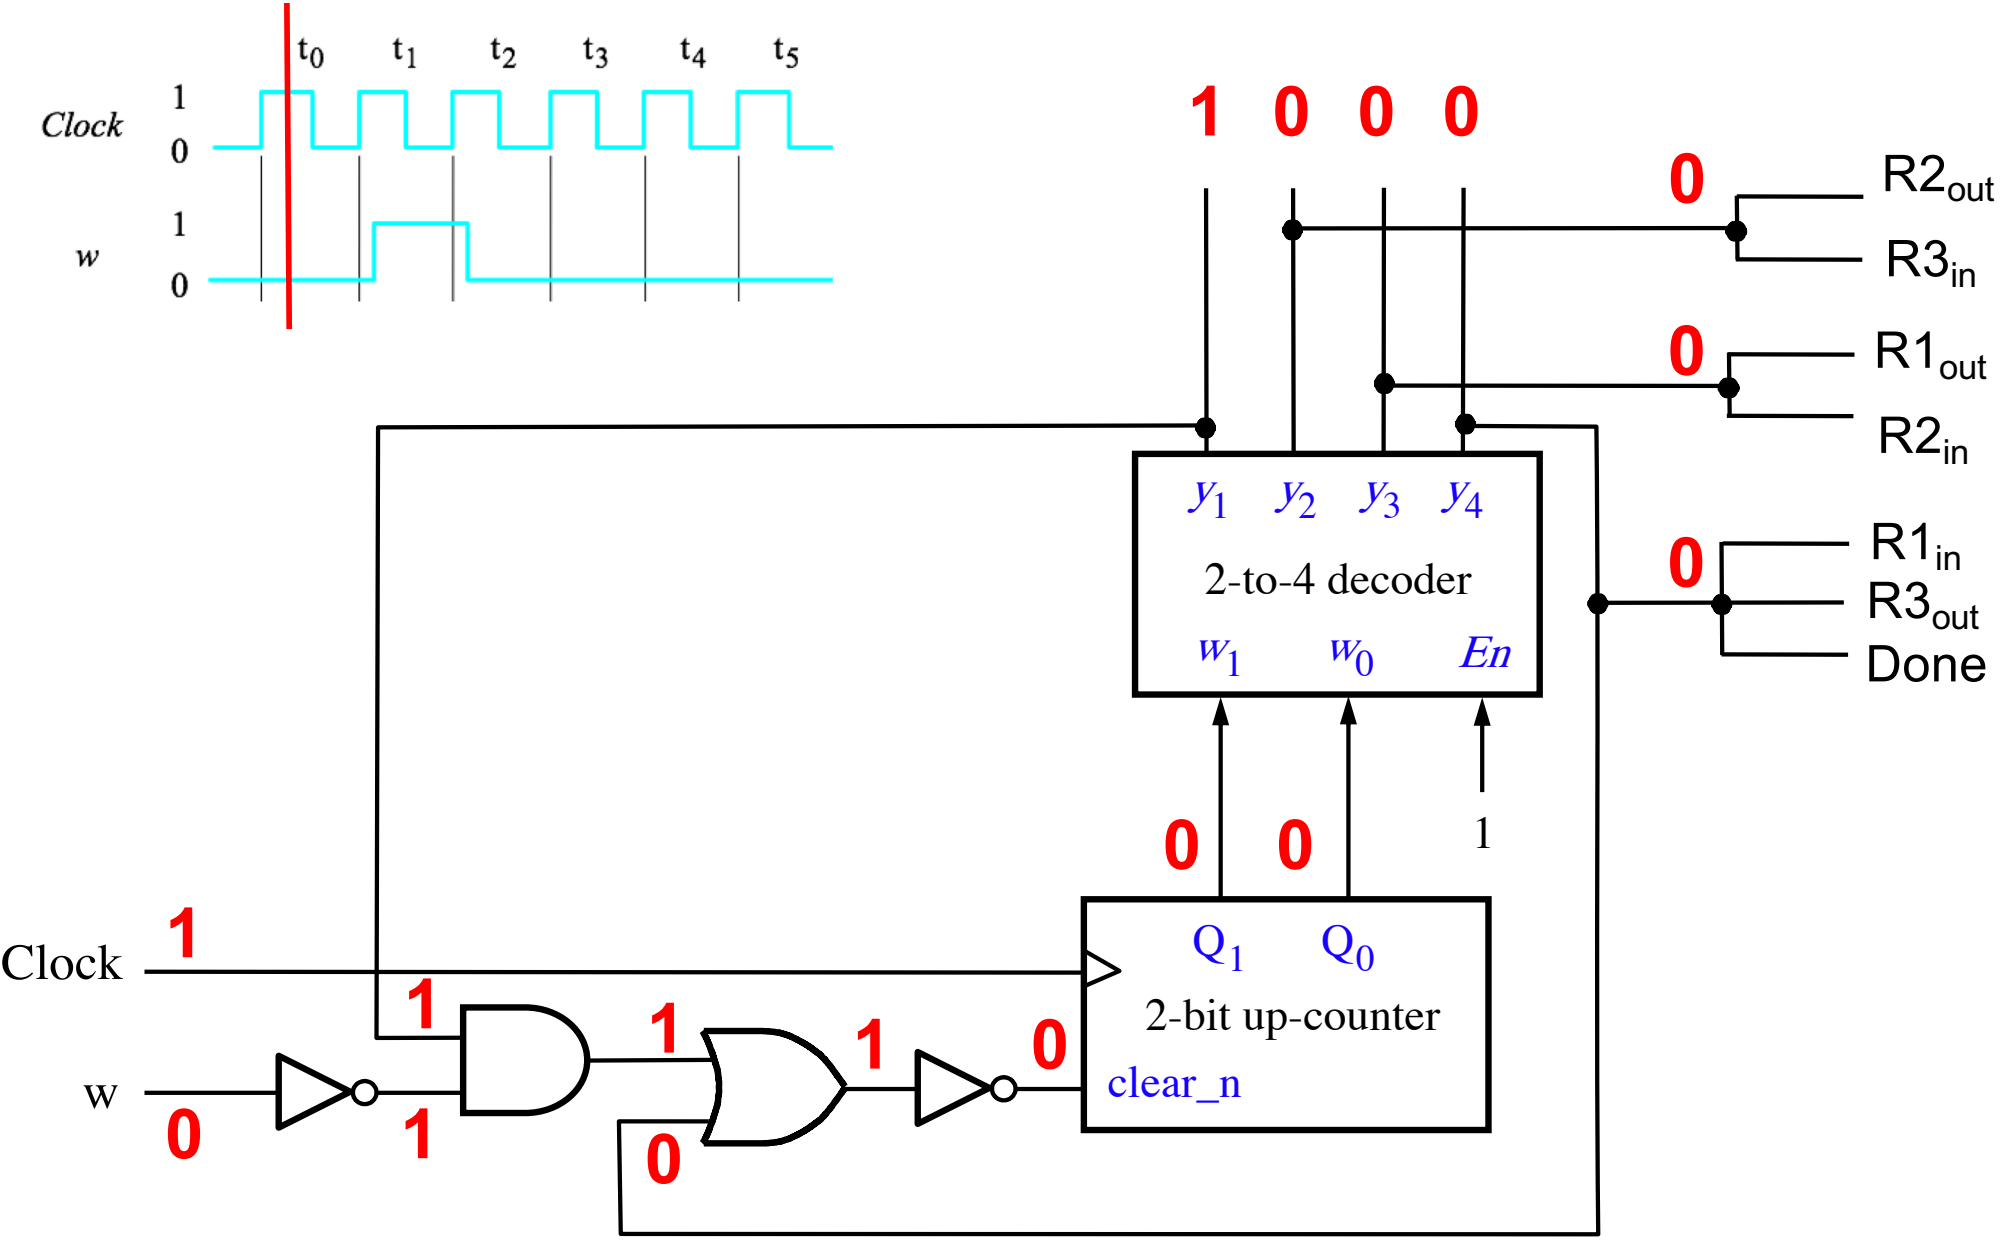 t0 t1 t2 t3 t4 t5
1
Clock
0
1
w
0
1 0 0 0
0
R2out
R3in
0
R1out
R2in
y1 y2 y3 y4
2-to-4 decoder
w1 w0 En
0
R1in
R3out
Done
1
0 0
Q1 Q0
2-bit up-counter
clear_n
Clock
1
w
0
1
1
1
0
1
0